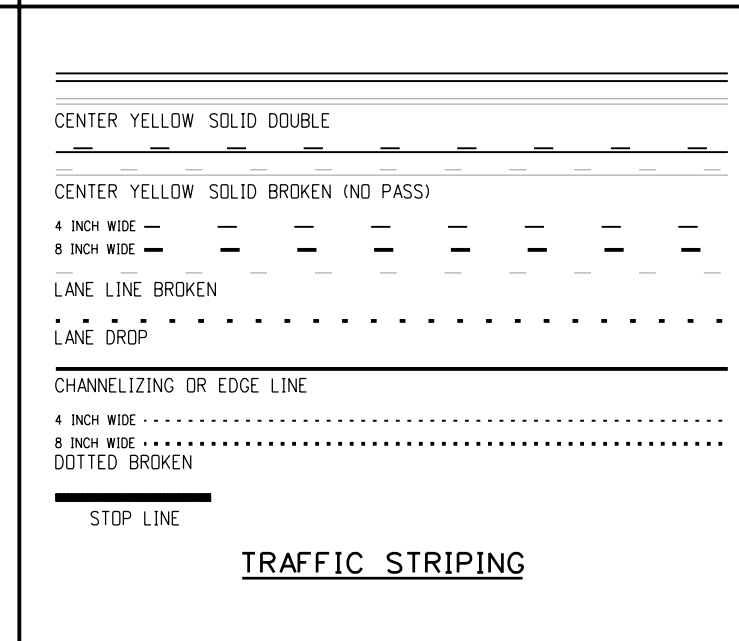 CENTER YELLOW SOLID DOUBLE
CENTER YELLOW SOLID BROKEN (NO PASS)
4 INCH WIDE
8 INCH WIDE
LANE LINE BROKEN
LANE DROP
CHANNELIZING OR EDGE LINE
4 INCH WIDE
8 INCH WIDE
DOTTED BROKEN
STOP LINE
TRAFFIC STRIPING